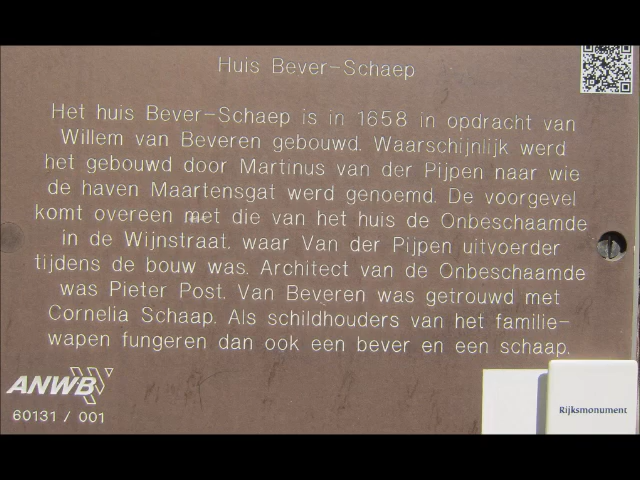 Huis Bever-Schaep
Het huis Bever-Schaep is in 1658 in opdracht van
Willem van Beveren gebouwd. Waarschijnlijk werd
het gebouwd door Martinus van der Pijpen naar wie
de haven Maartensgat werd genoemd. De voorgevel
komt overeen met die van het huis de Onbeschaamde
in de Wijnstraat, waar Van der Pijpen uitvoerder
tijdens de bouw was. Architect van de Onbeschaamde
was Pieter Post. Van Beveren was getrouwd met
Cornelia Schaap. Als schildhouders van het familie-
wapen fungeren dan ook een bever en een schaap.
ANWB
60131 / 001
Rijksmonument